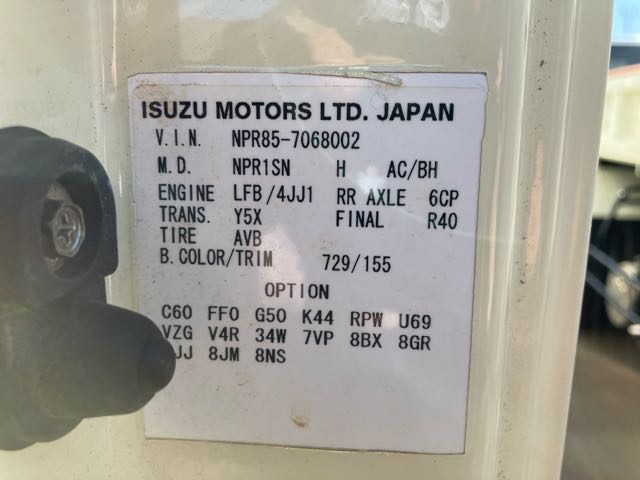 ISUZU MOTORS LTD. JAPAN
V.I.N. NPR85-7068002
M.D. NPR1SN H AC/BH
ENGINE LFB/4JJ1 RR AXLE 6CP
TRANS. Y5X FINAL R40
TIRE AVB
B.COLOR/TRIM 729/155
OPTION
C60 FF0 G50 K44 RPW U69
VZG V4R 34W 7VP 8BX 8GR
8JM 8NS